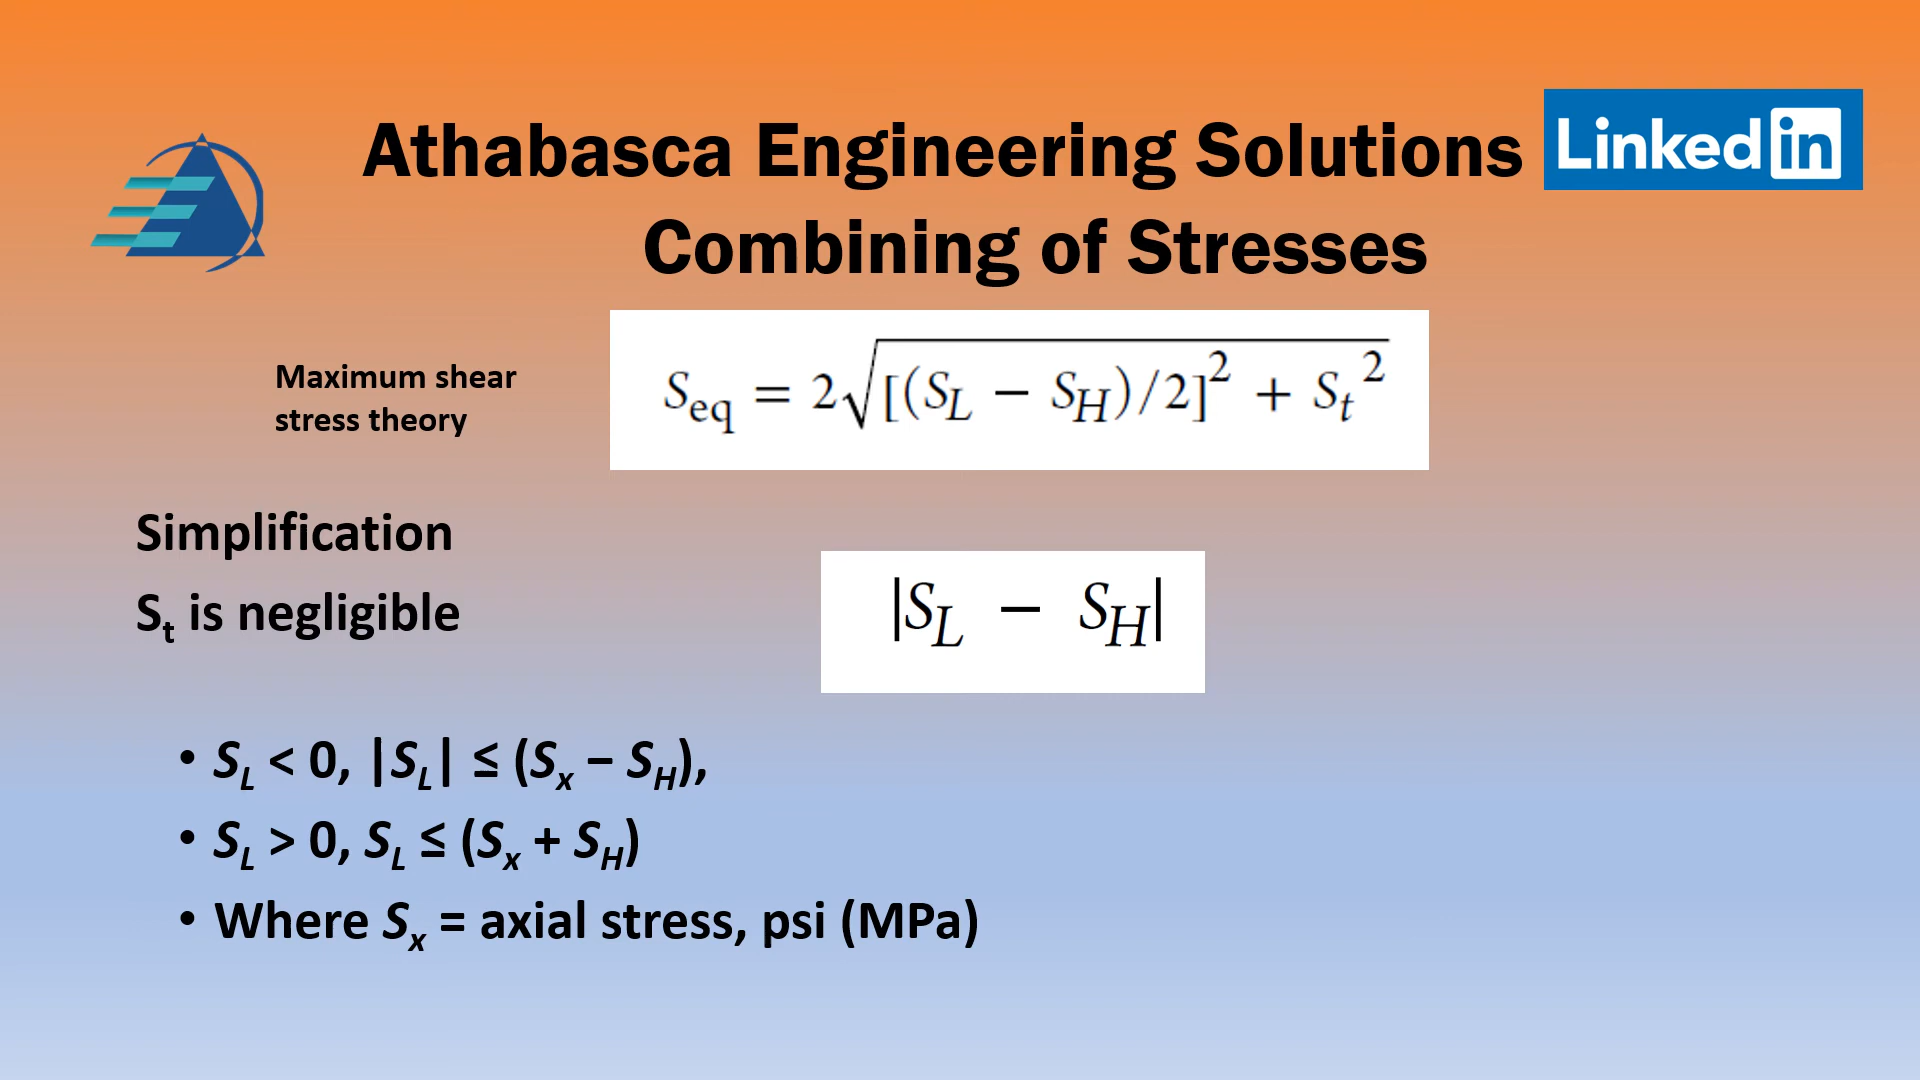 Athabasca Engineering Solutions
Linked in
Combining of Stresses
Maximum shear
stress theory
S_eq = 2√([(S_L − S_H)/2]² + S_t²)
Simplification
S_t is negligible
|S_L − S_H|
• S_L < 0, |S_L| ≤ (S_x − S_H),
• S_L > 0, S_L ≤ (S_x + S_H)
• Where S_x = axial stress, psi (MPa)